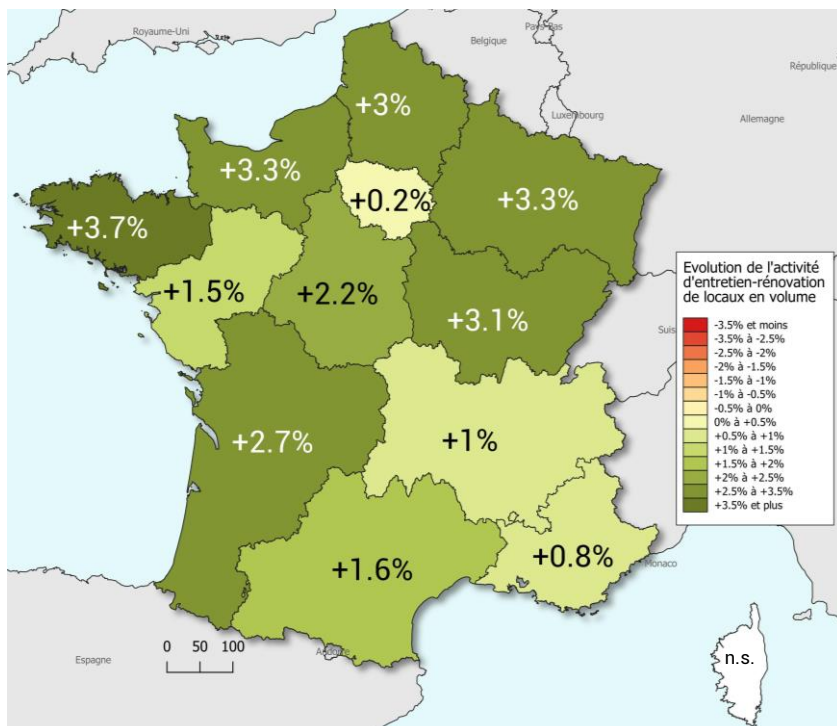 Royaume-Uni
Pays-Bas
Belgique
République
Luxembourg
Allemagne
+3%
+3.3%
+0.2%
+3.3%
+3.7%
+1.5%
+2.2%
+3.1%
Suis
+2.7%
+1%
+1.6%
+0.8%
Monaco
Andorre
Espagne
0 50 100
n.s.
Evolution de l'activité
d'entretien-rénovation
de locaux en volume
-3.5% et moins
-3.5% à -2.5%
-2.5% à -2%
-2% à -1.5%
-1.5% à -1%
-1% à -0.5%
-0.5% à 0%
0% à +0.5%
+0.5% à +1%
+1% à +1.5%
+1.5% à +2%
+2% à +2.5%
+2.5% à +3.5%
+3.5% et plus